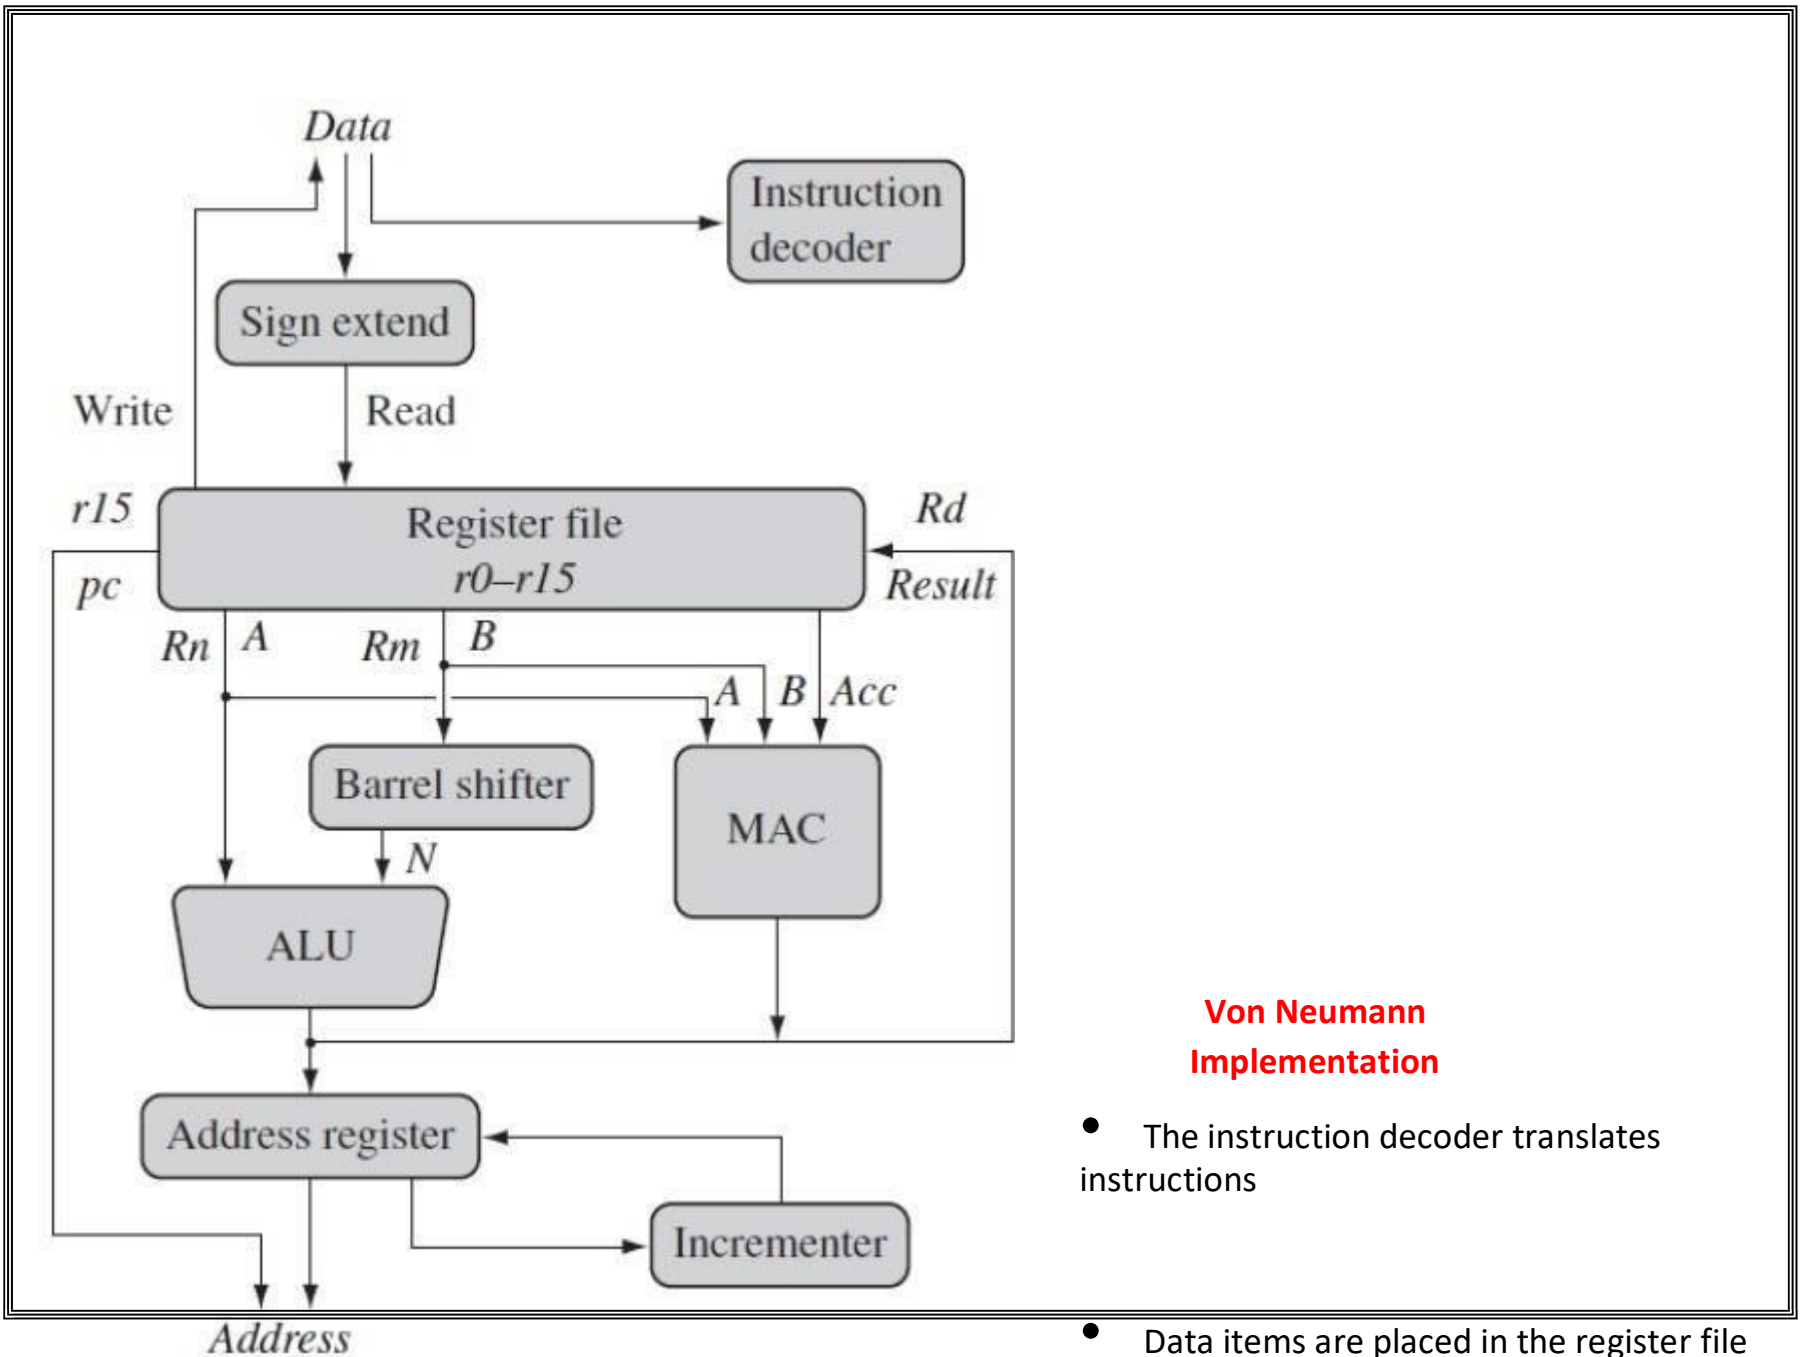 Data
Instruction
decoder
Sign extend
Write
Read
r15
Register file
Rd
pc
r0–r15
Result
Rn
A
Rm
B
A
B
Acc
Barrel shifter
MAC
N
ALU
Von Neumann
Implementation
Address register
• The instruction decoder translates
instructions
Incrementer
Address
• Data items are placed in the register file